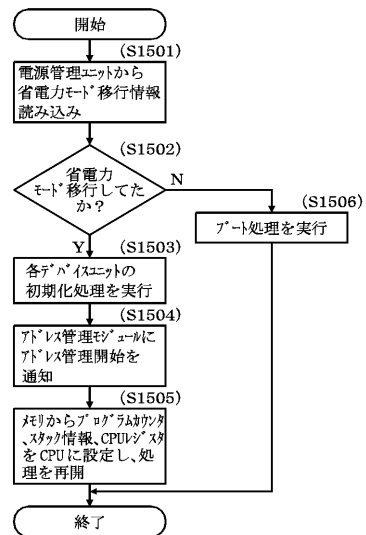 開始
(S1501)
電源管理ﾕﾆｯﾄから
省電力ﾓｰﾄﾞ移行情報
読み込み
(S1502)
省電力
ﾓｰﾄﾞ移行してた
か？
N
(S1506)
ﾌﾞｰﾄ処理を実行
Y
(S1503)
各ﾃﾞﾊﾞｲｽﾕﾆｯﾄの
初期化処理を実行
(S1504)
ｱﾄﾞﾚｽ管理ﾓｼﾞｭｰﾙに
ｱﾄﾞﾚｽ管理開始を
通知
(S1505)
ﾒﾓﾘからﾌﾟﾛｸﾞﾗﾑｶｳﾝﾀ
、ｽﾀｯｸ情報、CPUﾚｼﾞｽﾀ
をCPUに設定し、処
理を再開
終了